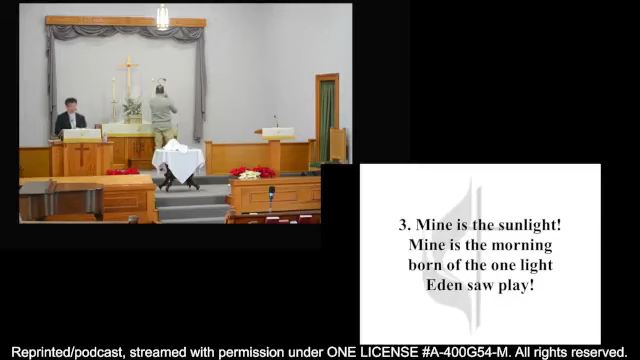 3. Mine is the sunlight!
Mine is the morning
born of the one light
Eden saw play!
Reprinted/podcast, streamed with permission under ONE LICENSE #A-400G54-M. All rights reserved.